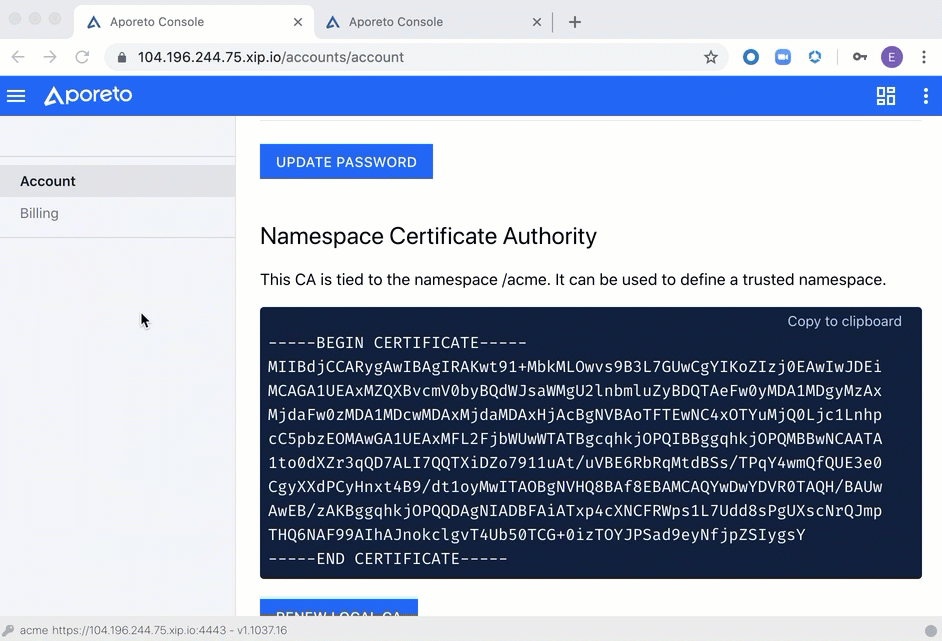 Aporeto Console
Aporeto Console
104.196.244.75.xip.io/accounts/account
E
Aporeto
UPDATE PASSWORD
Account
Billing
Namespace Certificate Authority
This CA is tied to the namespace /acme. It can be used to define a trusted namespace.
Copy to clipboard
-----BEGIN CERTIFICATE-----
MIIBdjCCARygAwIBAgIRAKwt91+MbkMLOwvs9B3L7GUwCgYIKoZIzj0EAwIwJDEi
MCAGA1UEAxMZQXBvcmV0byBQdWJsaWMgU2lnbmluZyBDQTAeFw0yMDA1MDgyMzAx
MjdaFw0zMDA1MDcwMDAxMjdaMDAxHjAcBgNVBAoTFTEwNC4xOTYuMjQ0Ljc1Lnhp
cC5pbzEOMAwGA1UEAxMFL2FjbWUwWTATBgcqhkjOPQIBBggqhkjOPQMBBwNCAATA
1to0dXZr3qQD7ALI7QQTXiDZo7911uAt/uVBE6RbRqMtdBSs/TPqY4wmQfQUE3e0
CgyXXdPCyHnxt4B9/dt1oyMwITAOBgNVHQ8BAf8EBAMCAQYwDwYDVR0TAQH/BAUw
AwEB/zAKBggqhkjOPQQDAgNIADBFAiATxp4cXNCFRWps1L7Udd8sPgUXscNrQJmp
THQ6NAF99AIhAJnokclgvT4Ub50TCG+0izTOYJPSad9eyNfjpZSIygsY
-----END CERTIFICATE-----
RENEW LOCAL CA
acme https://104.196.244.75.xip.io:4443 - v1.1037.16